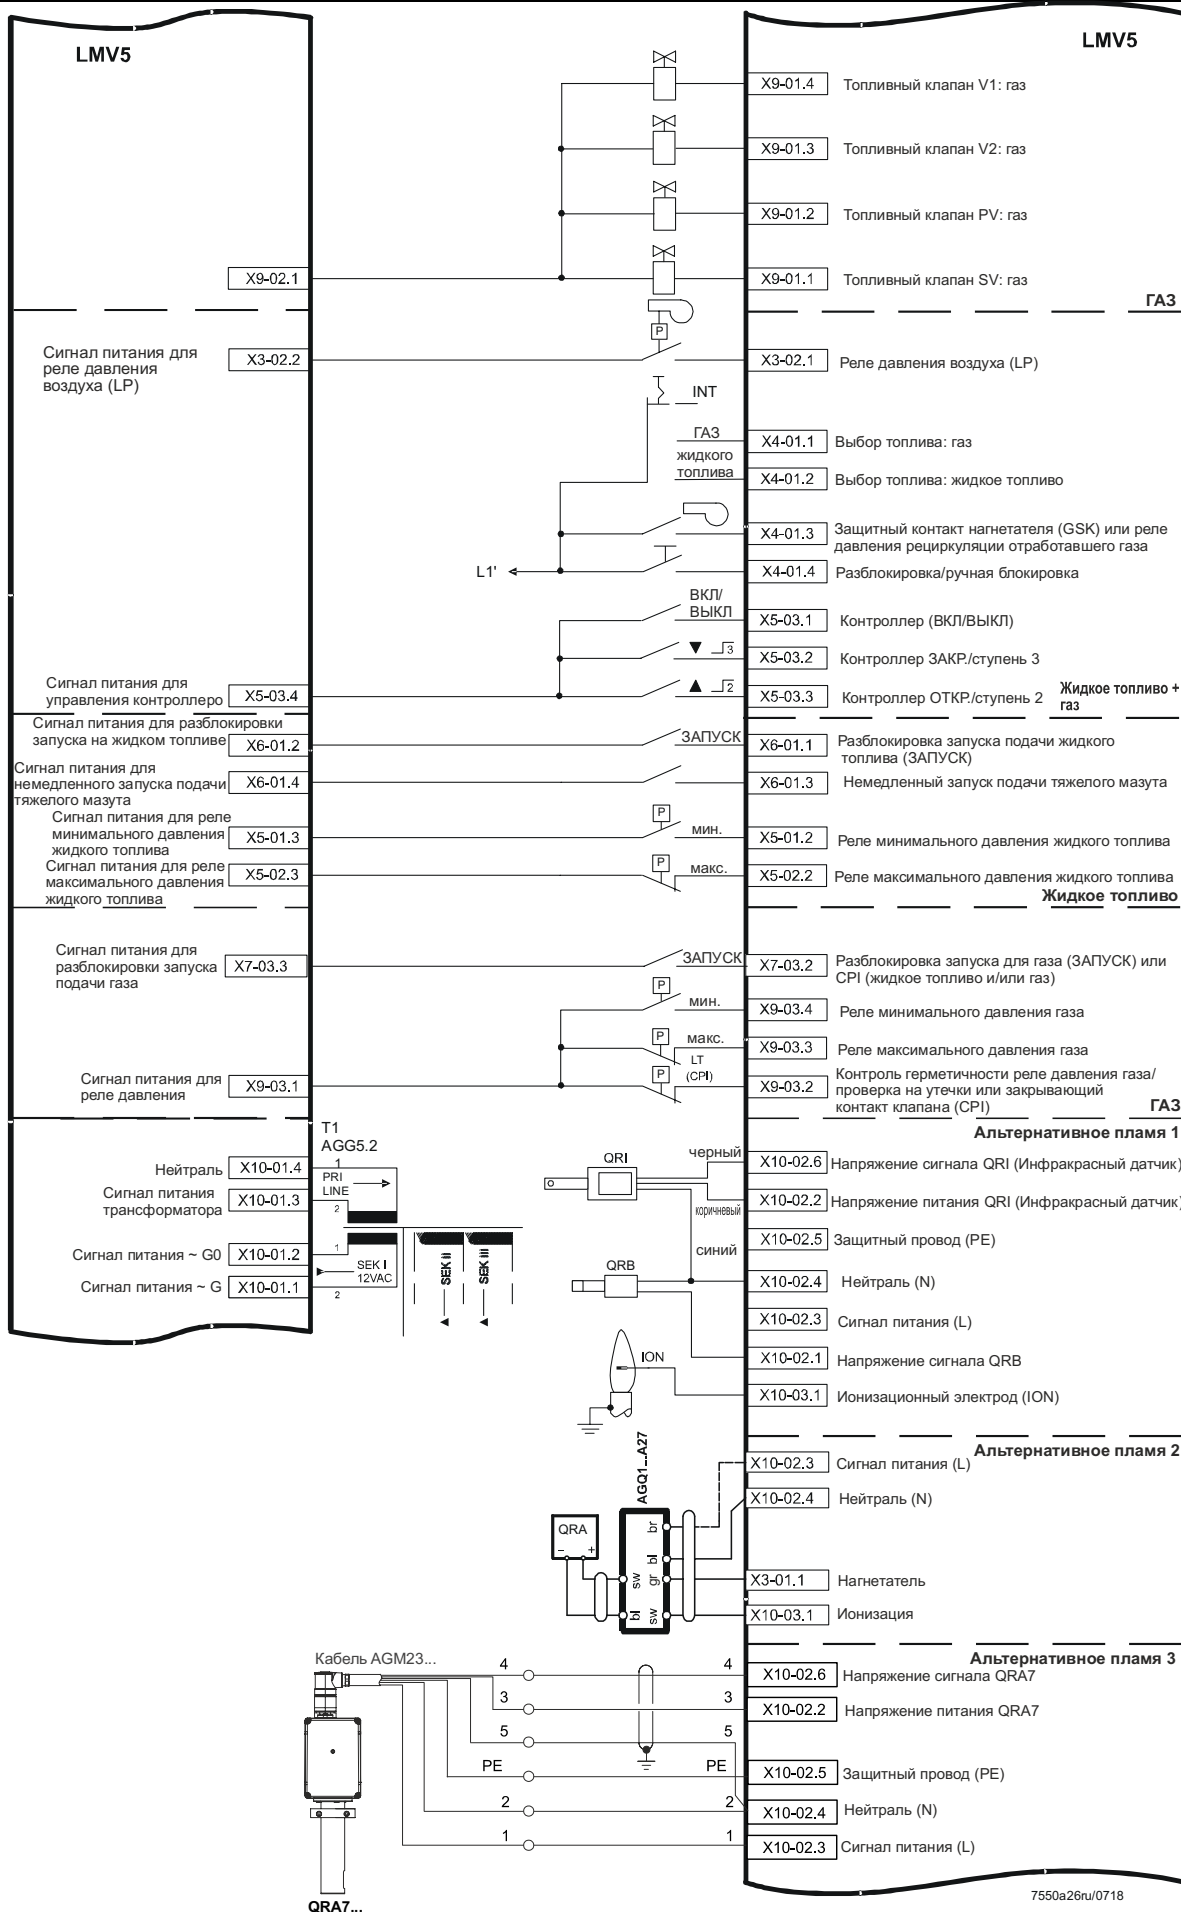 LMV5
LMV5
X9-01.4 Топливный клапан V1: газ
X9-01.3 Топливный клапан V2: газ
X9-01.2 Топливный клапан PV: газ
X9-02.1
X9-01.1 Топливный клапан SV: газ
ГАЗ
Сигнал питания для
реле давления
воздуха (LP)
X3-02.2
P
X3-02.1 Реле давления воздуха (LP)
INT
ГАЗ
X4-01.1 Выбор топлива: газ
жидкого
топлива
X4-01.2 Выбор топлива: жидкое топливо
X4-01.3 Защитный контакт нагнетателя (GSK) или реле
давления рециркуляции отработавшего газа
L1'
X4-01.4 Разблокировка/ручная блокировка
ВКЛ/
ВЫКЛ
X5-03.1 Контроллер (ВКЛ/ВЫКЛ)
3
X5-03.2 Контроллер ЗАКР./ступень 3
Сигнал питания для
управления контроллеро
X5-03.4
2
X5-03.3 Контроллер ОТКР./ступень 2
Жидкое топливо +
газ
Сигнал питания для разблокировки
запуска на жидком топливе
X6-01.2
ЗАПУСК
X6-01.1 Разблокировка запуска подачи жидкого
топлива (ЗАПУСК)
Сигнал питания для
немедленного запуска подачи
тяжелого мазута
X6-01.4
X6-01.3 Немедленный запуск подачи тяжелого мазута
Сигнал питания для реле
минимального давления
жидкого топлива
X5-01.3
P
мин.
X5-01.2 Реле минимального давления жидкого топлива
Сигнал питания для реле
максимального давления
жидкого топлива
X5-02.3
P
макс.
X5-02.2 Реле максимального давления жидкого топлива
Жидкое топливо
Сигнал питания для
разблокировки запуска
подачи газа
X7-03.3
ЗАПУСК
X7-03.2 Разблокировка запуска для газа (ЗАПУСК) или
CPI (жидкое топливо и/или газ)
P
мин.
X9-03.4 Реле минимального давления газа
P
макс.
X9-03.3 Реле максимального давления газа
LT
(CPI)
P
Сигнал питания для
реле давления
X9-03.1
X9-03.2 Контроль герметичности реле давления газа/
проверка на утечки или закрывающий
контакт клапана (CPI)
ГАЗ
T1
AGG5.2
Альтернативное пламя 1
Нейтраль X10-01.4
1
PRI
LINE
2
Сигнал питания
трансформатора
X10-01.3
Сигнал питания ~ G0 X10-01.2
1
SEK I
12VAC
2
Сигнал питания ~ G X10-01.1
SEK II
SEK III
QRI
черный
X10-02.6 Напряжение сигнала QRI (Инфракрасный датчик)
коричневый
X10-02.2 Напряжение питания QRI (Инфракрасный датчик)
синий
X10-02.5 Защитный провод (PE)
QRB
X10-02.4 Нейтраль (N)
X10-02.3 Сигнал питания (L)
X10-02.1 Напряжение сигнала QRB
ION
X10-03.1 Ионизационный электрод (ION)
Альтернативное пламя 2
AGQ1...A27
X10-02.3 Сигнал питания (L)
X10-02.4 Нейтраль (N)
QRA
- +
br
bl
sw
gr
bl
sw
X3-01.1 Нагнетатель
X10-03.1 Ионизация
Альтернативное пламя 3
Кабель AGM23...
4 4 X10-02.6 Напряжение сигнала QRA7
3 3 X10-02.2 Напряжение питания QRA7
5 5
PE PE X10-02.5 Защитный провод (PE)
2 2 X10-02.4 Нейтраль (N)
1 1 X10-02.3 Сигнал питания (L)
QRA7...
7550a26ru/0718